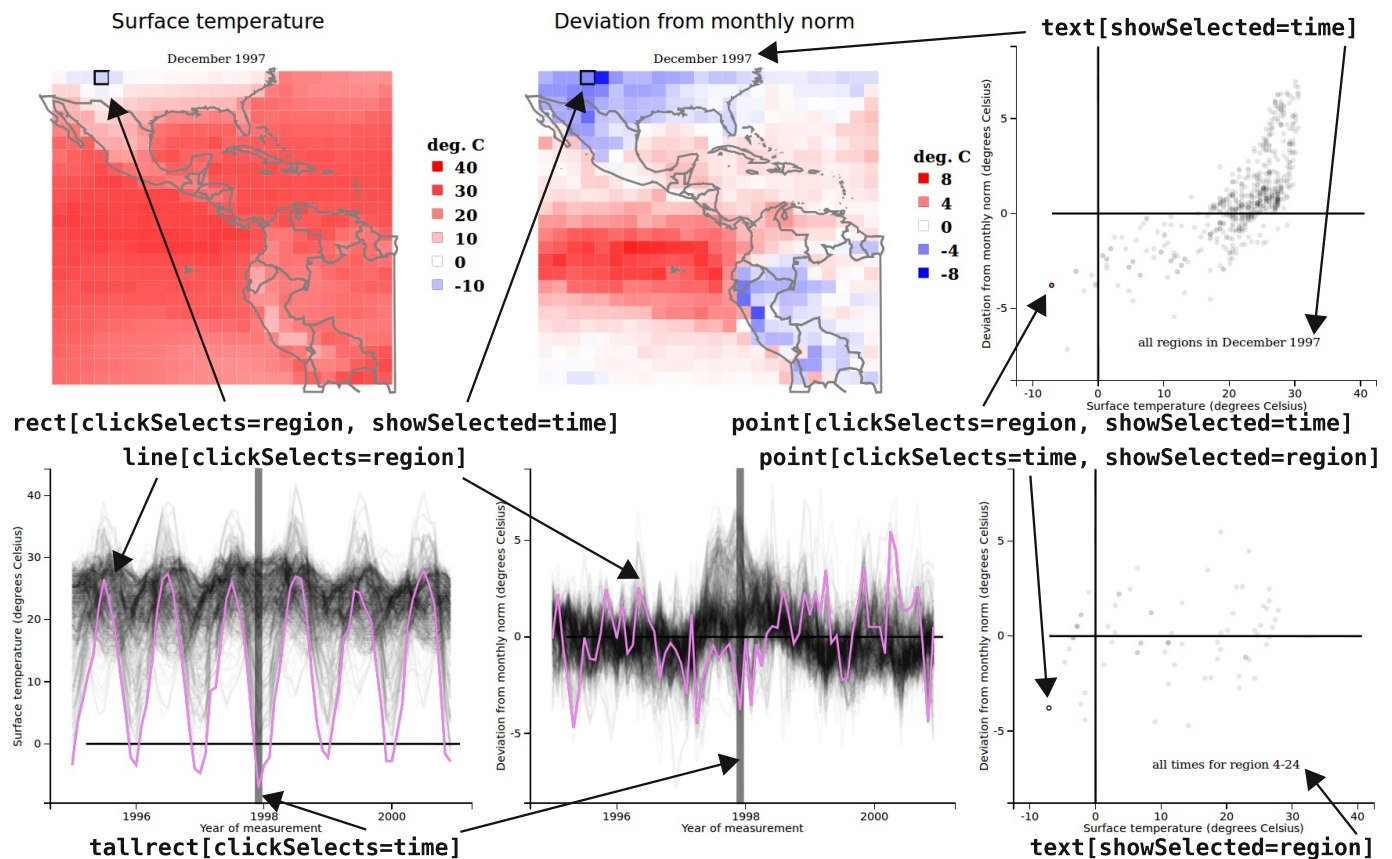 Surface temperature
Deviation from monthly norm
text[showSelected=time]
December 1997
December 1997
deg. C
40
30
20
10
0
-10
deg. C
8
4
0
-4
-8
Deviation from monthly norm (degrees Celsius)
5
0
-5
all regions in December 1997
-10
0
10
20
30
40
Surface temperature (degrees Celsius)
rect[clickSelects=region, showSelected=time]
point[clickSelects=region, showSelected=time]
line[clickSelects=region]
point[clickSelects=time, showSelected=region]
Surface temperature (degrees Celsius)
40
30
20
10
0
1996
1998
2000
Year of measurement
Deviation from monthly norm (degrees Celsius)
5
0
-5
1996
1998
2000
Year of measurement
Deviation from monthly norm (degrees Celsius)
5
0
-5
all times for region 4-24
-10
0
10
20
30
40
Surface temperature (degrees Celsius)
tallrect[clickSelects=time]
text[showSelected=region]